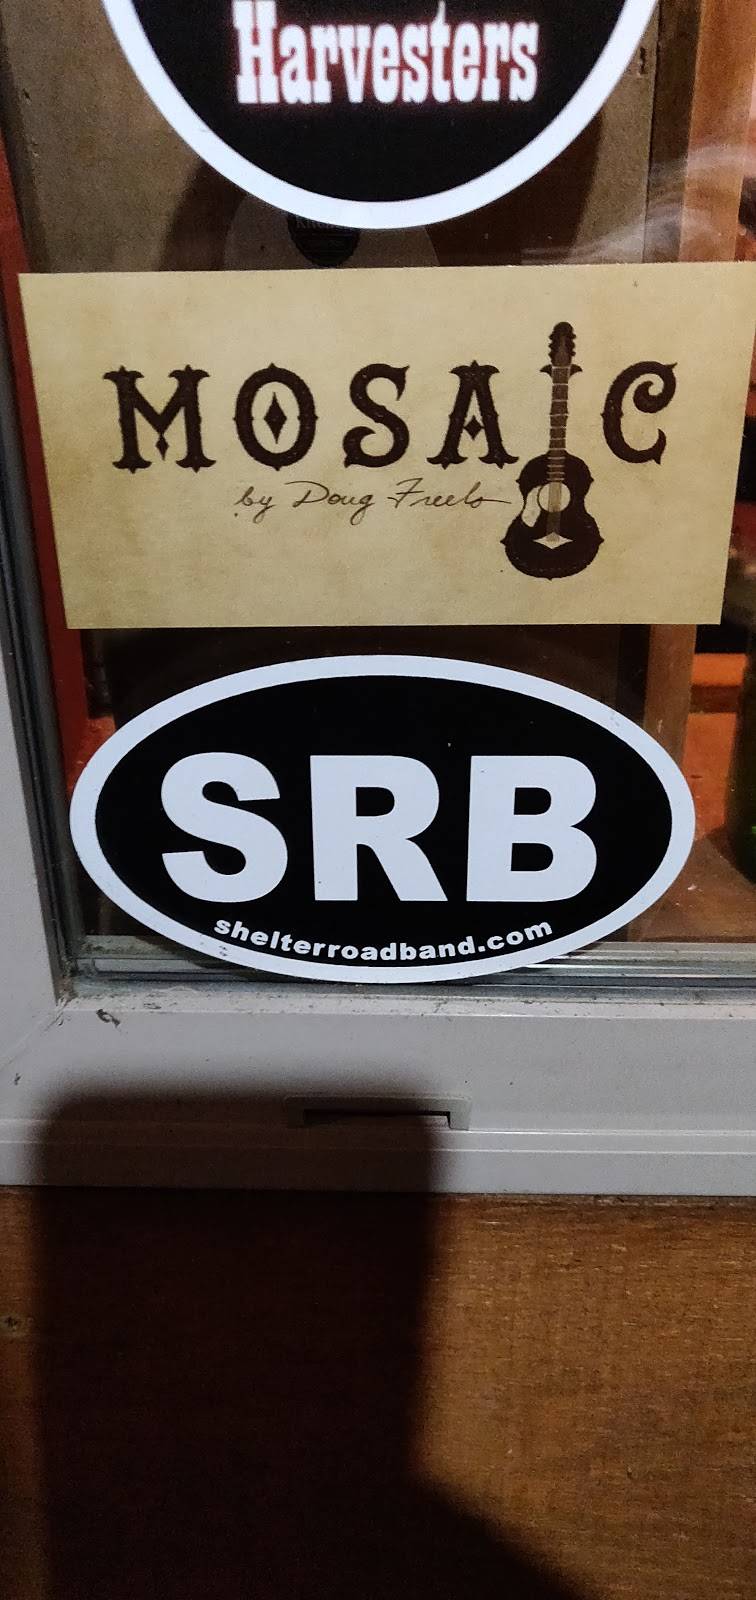 Harvesters
MOSAIC
by Doug Freels
SRB
shelterroadband.com